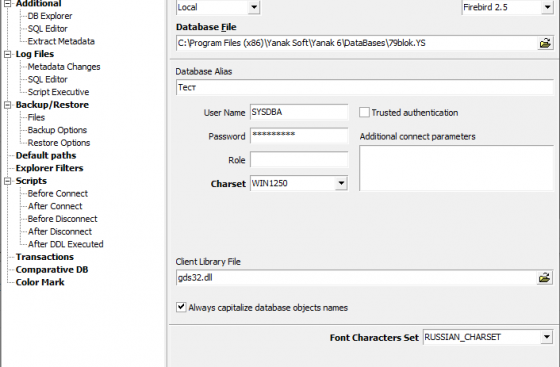 Additional
DB Explorer
SQL Editor
Extract Metadata
Log Files
Metadata Changes
SQL Editor
Script Executive
Backup/Restore
Files
Backup Options
Restore Options
Default paths
Explorer Filters
Scripts
Before Connect
After Connect
Before Disconnect
After Disconnect
After DDL Executed
Transactions
Comparative DB
Color Mark
Local
Firebird 2.5
Database File
C:\Program Files (x86)\Yanak Soft\Yanak 6\DataBases\79blok.YS
Database Alias
Тест
User Name SYSDBA
Trusted authentication
Password *********
Additional connect parameters
Role
Charset WIN1250
Client Library File
gds32.dll
Always capitalize database objects names
Font Characters Set RUSSIAN_CHARSET